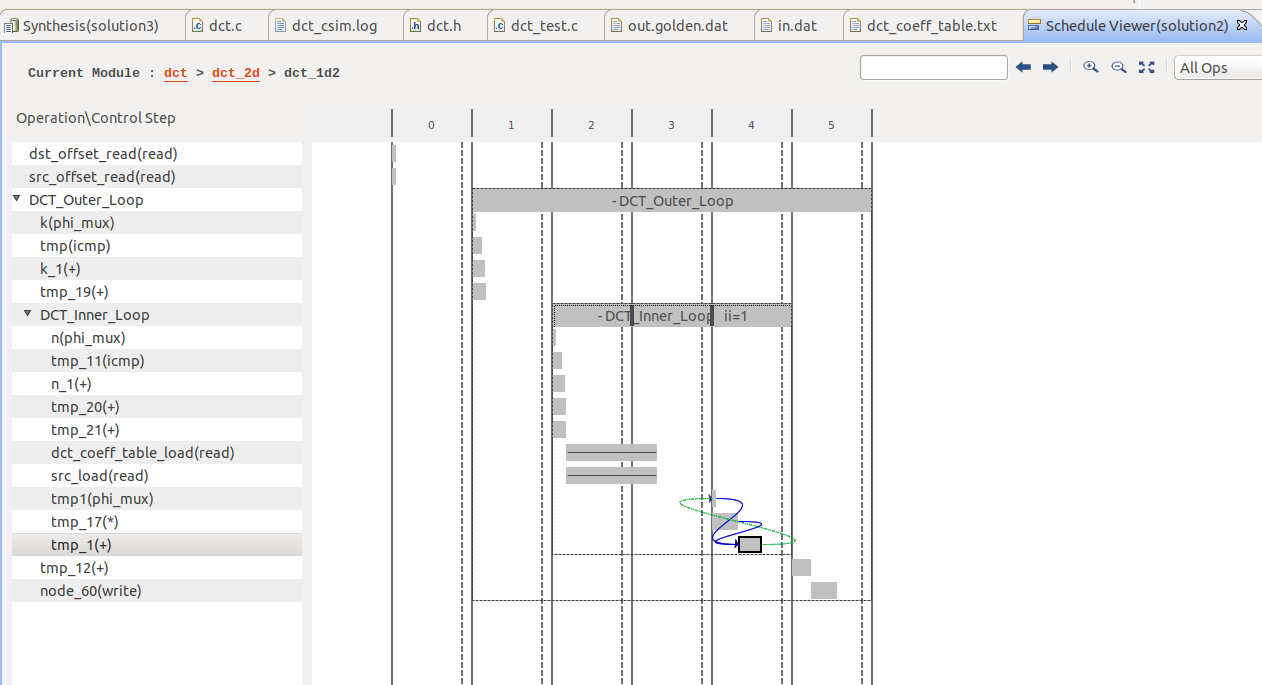 Synthesis(solution3) dct.c dct_csim.log dct.h dct_test.c out.golden.dat in.dat dct_coeff_table.txt Schedule Viewer(solution2)
Current Module : dct > dct_2d > dct_1d2
All Ops
Operation\Control Step
0 1 2 3 4 5
dst_offset_read(read)
src_offset_read(read)
DCT_Outer_Loop
-DCT_Outer_Loop
k(phi_mux)
tmp(icmp)
k_1(+)
tmp_19(+)
DCT_Inner_Loop
-DCT_Inner_Loop ii=1
n(phi_mux)
tmp_11(icmp)
n_1(+)
tmp_20(+)
tmp_21(+)
dct_coeff_table_load(read)
src_load(read)
tmp1(phi_mux)
tmp_17(*)
tmp_1(+)
tmp_12(+)
node_60(write)